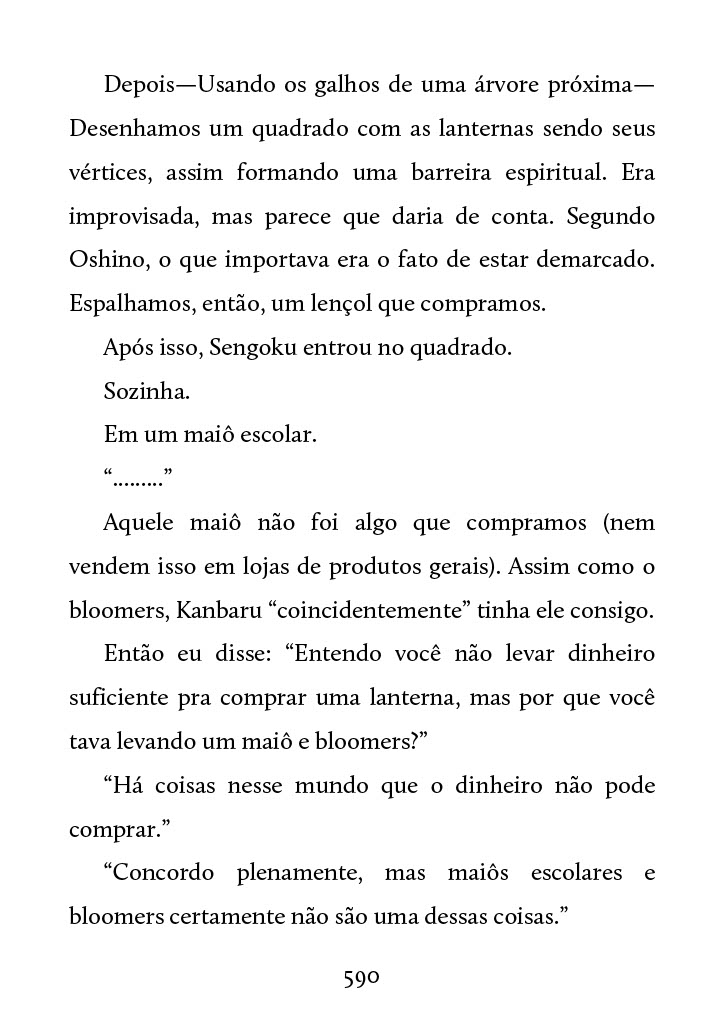 Depois—Usando os galhos de uma árvore próxima—
Desenhamos um quadrado com as lanternas sendo seus
vértices, assim formando uma barreira espiritual. Era
improvisada, mas parece que daria de conta. Segundo
Oshino, o que importava era o fato de estar demarcado.
Espalhamos, então, um lençol que compramos.
Após isso, Sengoku entrou no quadrado.
Sozinha.
Em um maiô escolar.
“.........”
Aquele maiô não foi algo que compramos (nem
vendem isso em lojas de produtos gerais). Assim como o
bloomers, Kanbaru “coincidentemente” tinha ele consigo.
Então eu disse: “Entendo você não levar dinheiro
suficiente pra comprar uma lanterna, mas por que você
tava levando um maiô e bloomers?”
“Há coisas nesse mundo que o dinheiro não pode
comprar.”
“Concordo plenamente, mas maiôs escolares e
bloomers certamente não são uma dessas coisas.”
590